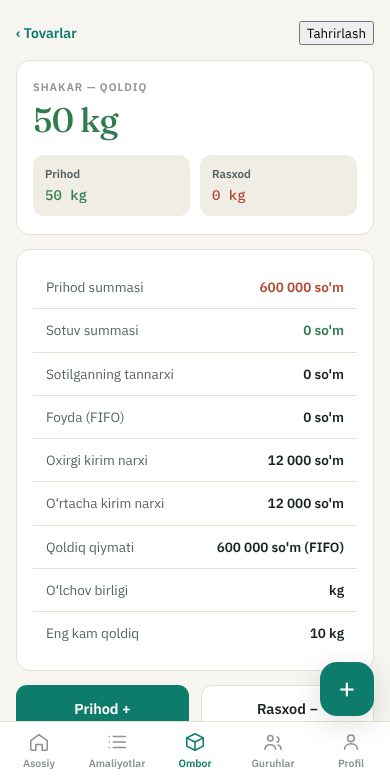 ‹ Tovarlar
Tahrirlash
SHAKAR — QOLDIQ
50 kg
Prihod
50 kg
Rasxod
0 kg
Prihod summasi 600 000 so'm
Sotuv summasi 0 so'm
Sotilganning tannarxi 0 so'm
Foyda (FIFO) 0 so'm
Oxirgi kirim narxi 12 000 so'm
Oʻrtacha kirim narxi 12 000 so'm
Qoldiq qiymati 600 000 so'm (FIFO)
Oʻlchov birligi kg
Eng kam qoldiq 10 kg
Prihod +
Rasxod −
+
Asosiy
Amaliyotlar
Ombor
Guruhlar
Profil